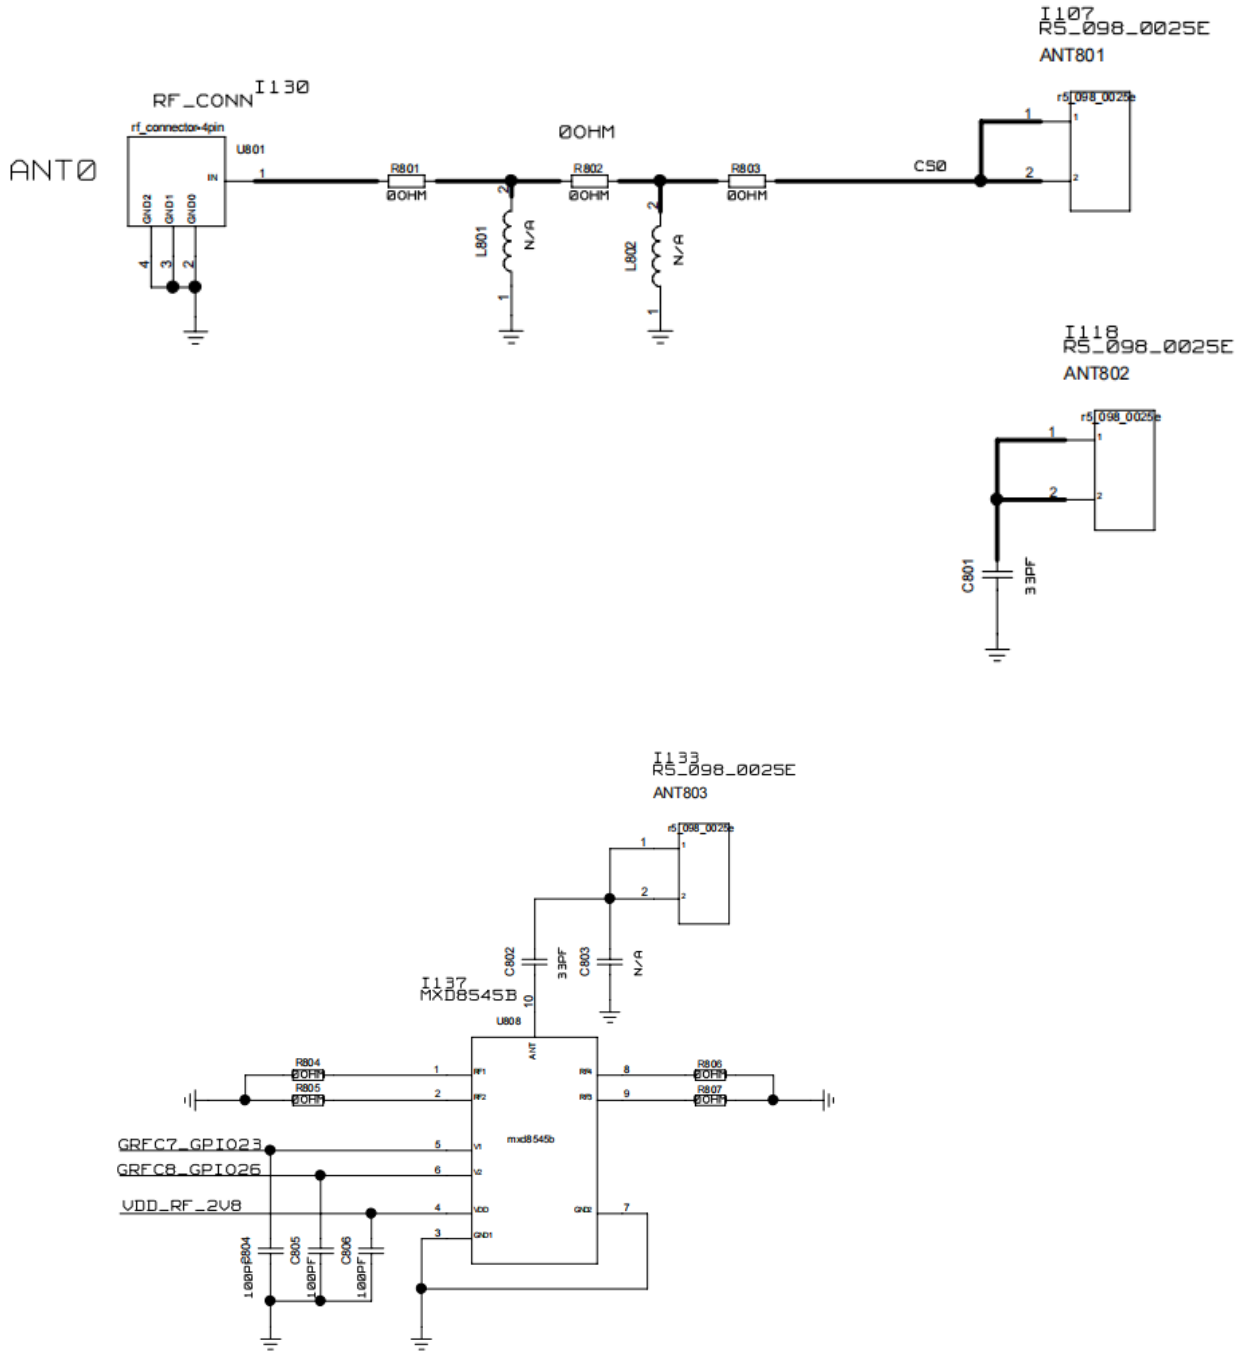 I107
R5_098_0025E
ANT801
r5_098_0025e
1
1
2
2
I130
RF_CONN
rf_connector-4pin
U801
ANT0
IN
1
GND2
GND1
GND0
4
3
2
R801
0OHM
0OHM
R802
0OHM
R803
0OHM
CS0
2
L801
N/A
1
2
L802
N/A
1
I118
R5_098_0025E
ANT802
r5_098_0025e
1
1
2
2
C801
33PF
I133
R5_098_0025E
ANT803
r5_098_0025e
1
1
2
2
C802
33PF
C803
N/A
I137
MXD8545B
10
U808
ANT
R804
0OHM
1
RF1
R805
0OHM
2
RF2
RF4
8
R806
0OHM
RF3
9
R807
0OHM
mxd8545b
GRFC7_GPIO23
5
V1
GRFC8_GPIO26
6
V2
VDD_RF_2V8
4
VDD
3
GND1
GND2
7
C804
100PF
C805
100PF
C806
100PF